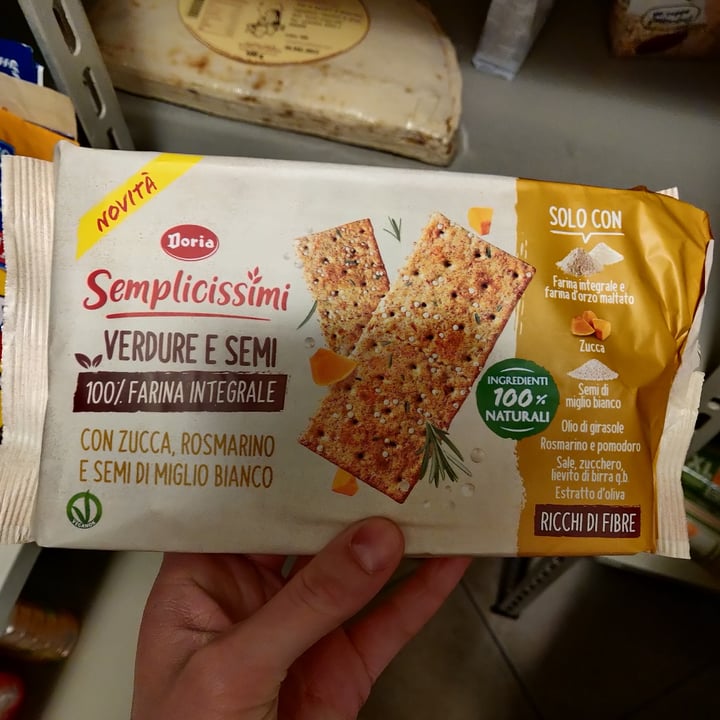 NOVITÀ
Doria
Semplicissimi
VERDURE E SEMI
100% FARINA INTEGRALE
CON ZUCCA, ROSMARINO
E SEMI DI MIGLIO BIANCO
VEGANOK
INGREDIENTI
100%
NATURALI
SOLO CON
Farina integrale e
farina d'orzo maltato
Zucca
Semi di
miglio bianco
Olio di girasole
Rosmarino e pomodoro
Sale, zucchero,
lievito di birra q.b.
Estratto d'oliva
RICCHI DI FIBRE